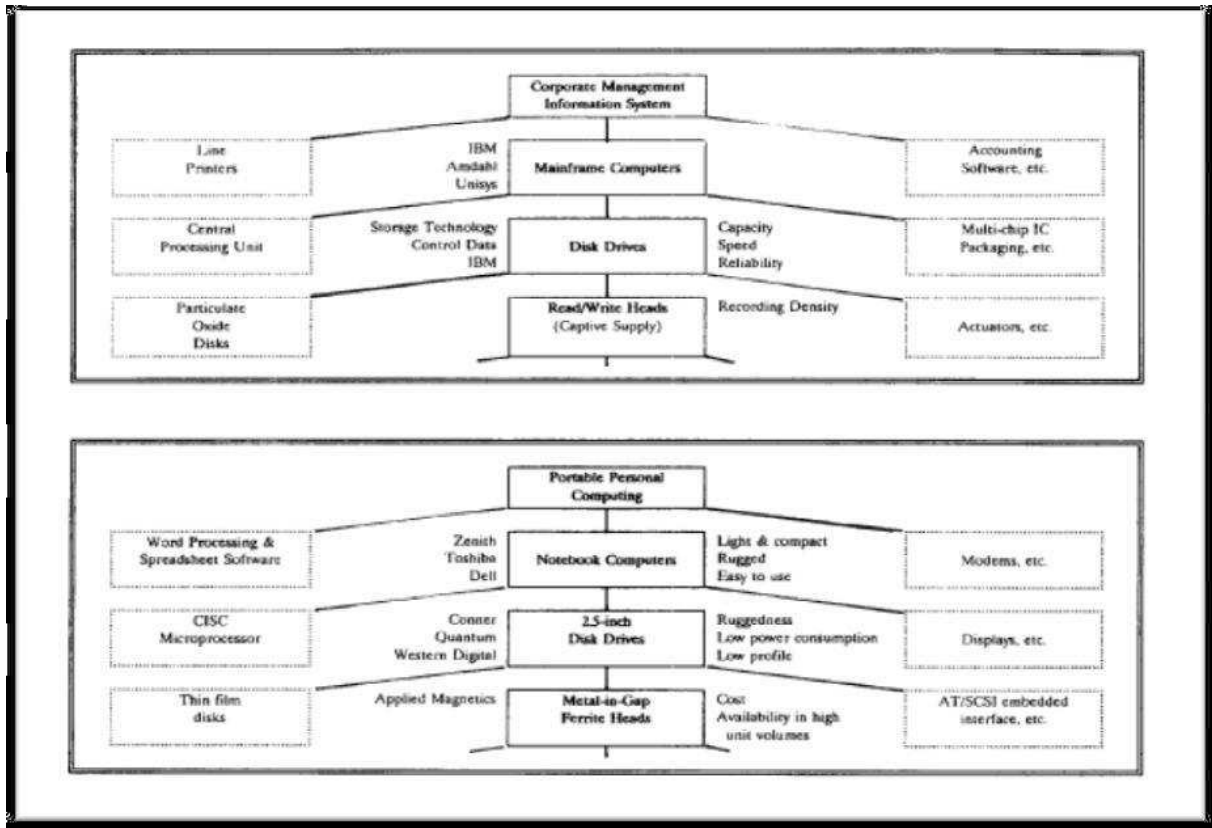 Corporate Management
Information System
Line
Printers
IBM
Amdahl
Unisys
Mainframe Computers
Accounting
Software, etc.
Central
Processing Unit
Storage Technology
Control Data
IBM
Disk Drives
Capacity
Speed
Reliability
Multi-chip IC
Packaging, etc.
Particulate
Oxide
Disks
Read/Write Heads
(Captive Supply)
Recording Density
Actuators, etc.
Portable Personal
Computing
Word Processing &
Spreadsheet Software
Zenith
Toshiba
Dell
Notebook Computers
Light & compact
Rugged
Easy to use
Modems, etc.
CISC
Microprocessor
Conner
Quantum
Western Digital
2.5-inch
Disk Drives
Ruggedness
Low power consumption
Low profile
Displays, etc.
Thin film
disks
Applied Magnetics
Metal-in-Gap
Ferrite Heads
Cost
Availability in high
unit volumes
AT/SCSI embedded
interface, etc.